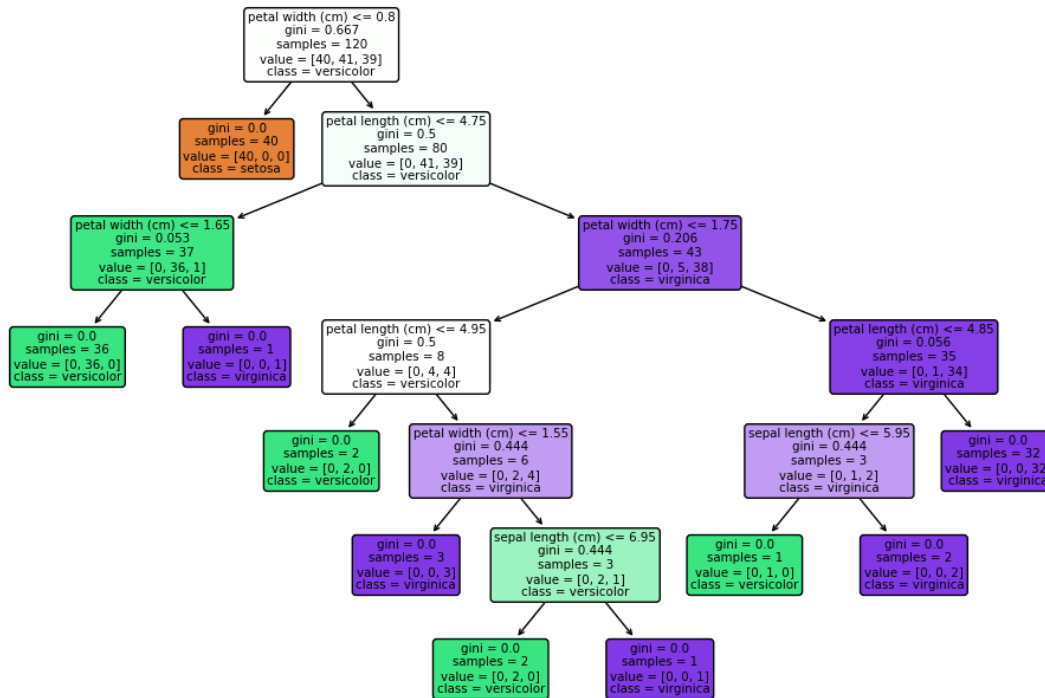 petal width (cm) <= 0.8
gini = 0.667
samples = 120
value = [40, 41, 39]
class = versicolor
gini = 0.0
samples = 40
value = [40, 0, 0]
class = setosa
petal length (cm) <= 4.75
gini = 0.5
samples = 80
value = [0, 41, 39]
class = versicolor
petal width (cm) <= 1.65
gini = 0.053
samples = 37
value = [0, 36, 1]
class = versicolor
petal width (cm) <= 1.75
gini = 0.206
samples = 43
value = [0, 5, 38]
class = virginica
gini = 0.0
samples = 36
value = [0, 36, 0]
class = versicolor
gini = 0.0
samples = 1
value = [0, 0, 1]
class = virginica
petal length (cm) <= 4.95
gini = 0.5
samples = 8
value = [0, 4, 4]
class = versicolor
petal length (cm) <= 4.85
gini = 0.056
samples = 35
value = [0, 1, 34]
class = virginica
gini = 0.0
samples = 2
value = [0, 2, 0]
class = versicolor
petal width (cm) <= 1.55
gini = 0.444
samples = 6
value = [0, 2, 4]
class = virginica
sepal length (cm) <= 5.95
gini = 0.444
samples = 3
value = [0, 1, 2]
class = virginica
gini = 0.0
samples = 32
value = [0, 0, 32]
class = virginica
gini = 0.0
samples = 3
value = [0, 0, 3]
class = virginica
sepal length (cm) <= 6.95
gini = 0.444
samples = 3
value = [0, 2, 1]
class = versicolor
gini = 0.0
samples = 1
value = [0, 1, 0]
class = versicolor
gini = 0.0
samples = 2
value = [0, 0, 2]
class = virginica
gini = 0.0
samples = 2
value = [0, 2, 0]
class = versicolor
gini = 0.0
samples = 1
value = [0, 0, 1]
class = virginica